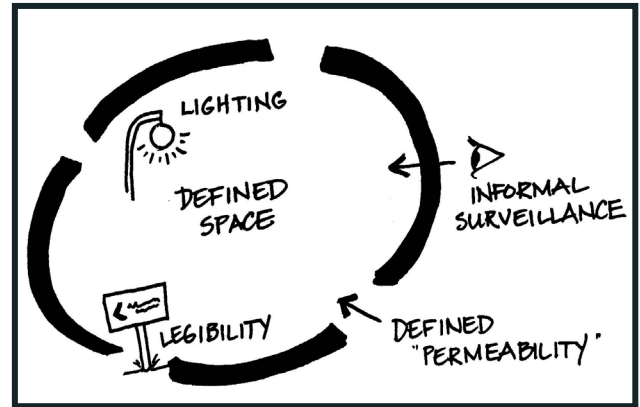 LIGHTING
DEFINED
SPACE
INFORMAL
SURVEILLANCE
LEGIBILITY
DEFINED
"PERMEABILITY"